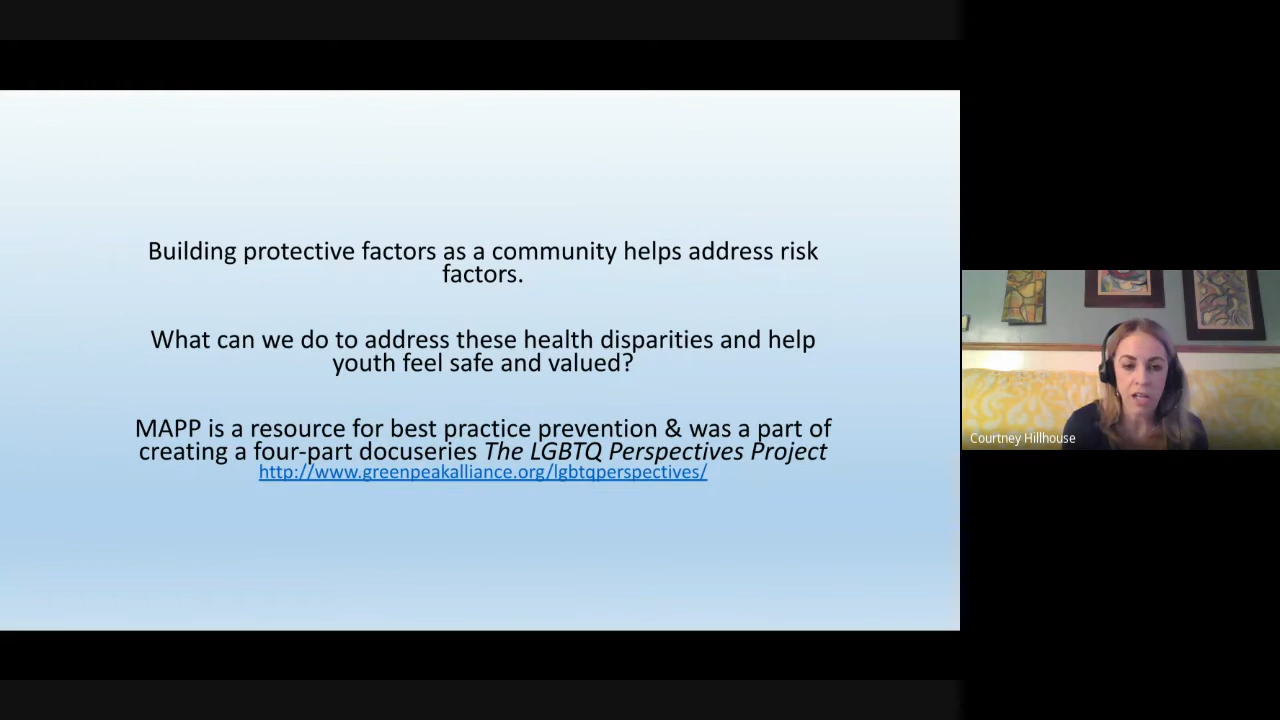 Building protective factors as a community helps address risk
factors.
What can we do to address these health disparities and help
youth feel safe and valued?
MAPP is a resource for best practice prevention & was a part of
creating a four-part docuseries The LGBTQ Perspectives Project
http://www.greenpeakalliance.org/lgbtqperspectives/
Courtney Hillhouse